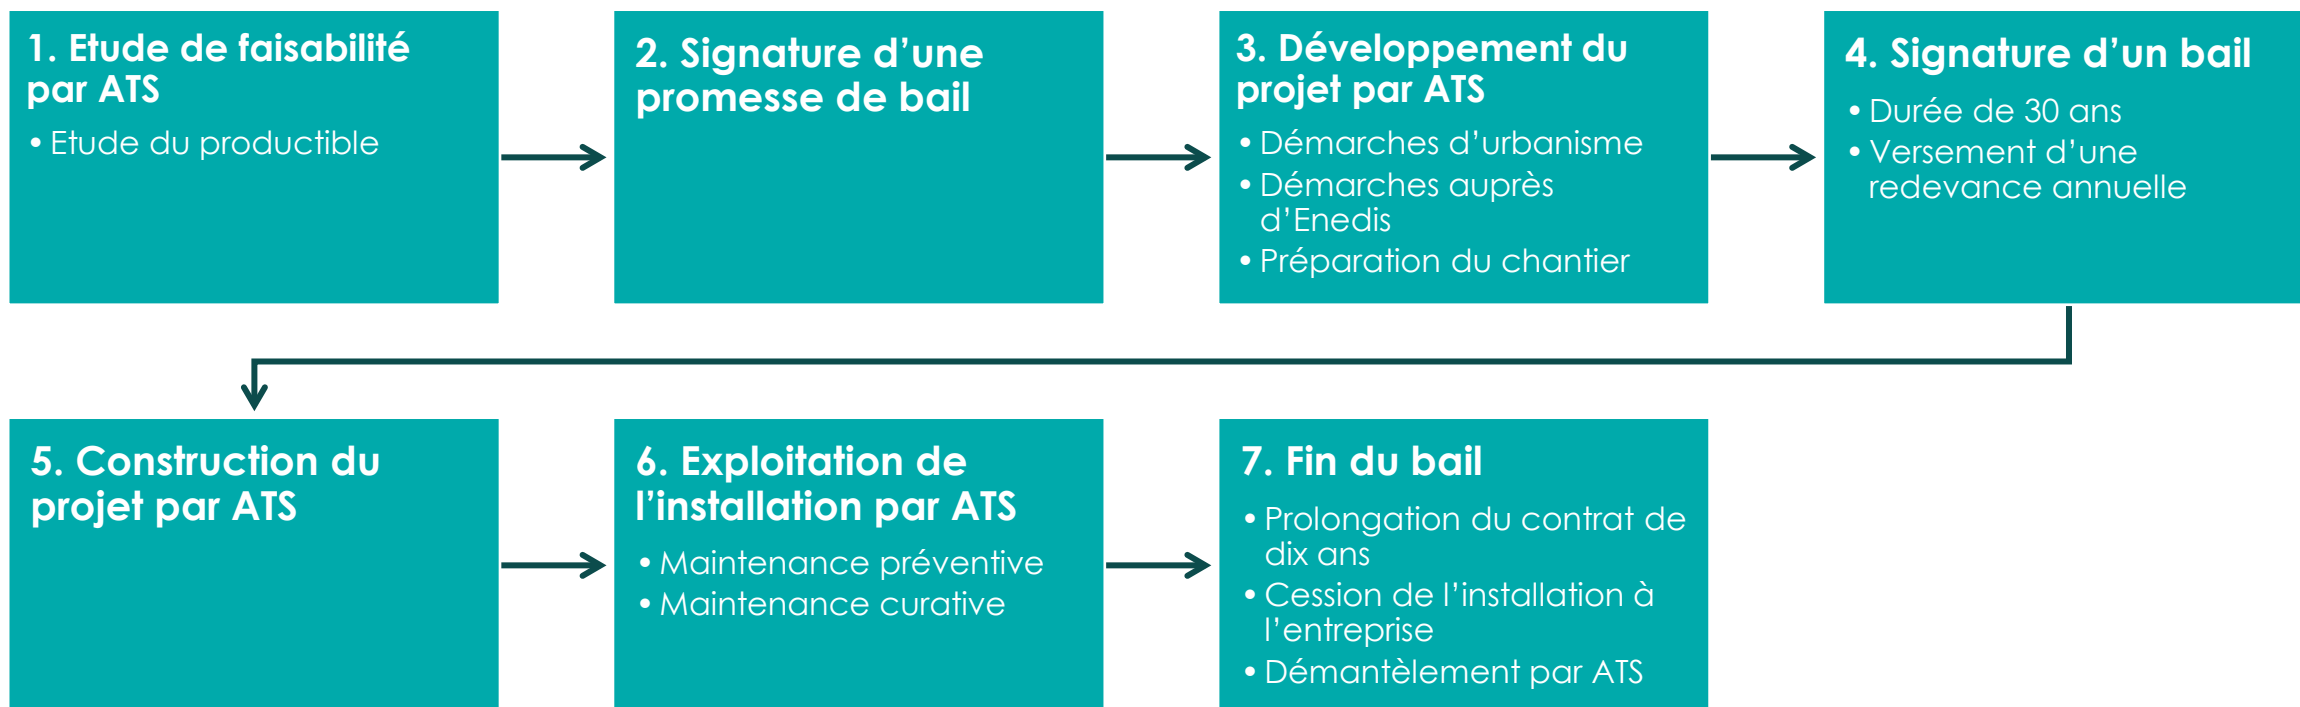 1. Etude de faisabilité
par ATS
• Etude du productible
2. Signature d’une
promesse de bail
3. Développement du
projet par ATS
• Démarches d’urbanisme
• Démarches auprès
d’Enedis
• Préparation du chantier
4. Signature d’un bail
• Durée de 30 ans
• Versement d’une
redevance annuelle
5. Construction du
projet par ATS
6. Exploitation de
l’installation par ATS
• Maintenance préventive
• Maintenance curative
7. Fin du bail
• Prolongation du contrat de
dix ans
• Cession de l’installation à
l’entreprise
• Démantèlement par ATS